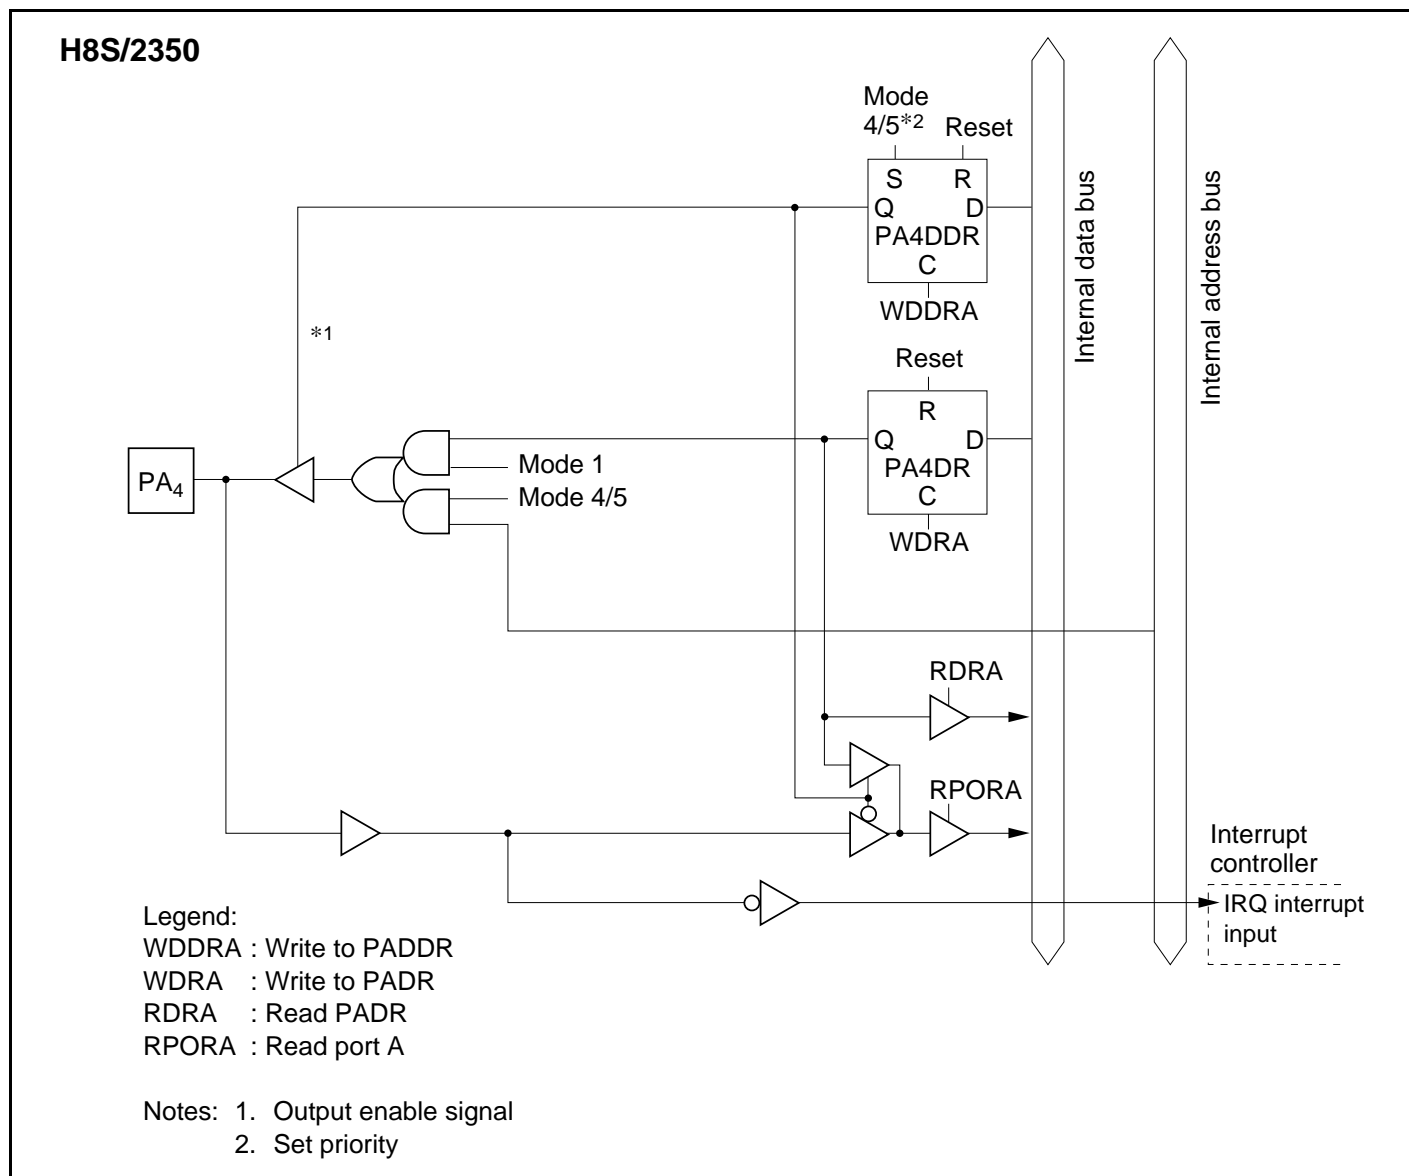 H8S/2350
Mode
4/5*2 Reset
S R
Q D
PA4DDR
C
WDDRA
Internal data bus
Internal address bus
*1
Reset
R
Q D
PA4DR
C
WDRA
PA4
Mode 1
Mode 4/5
RDRA
RPORA
Interrupt
controller
IRQ interrupt
input
Legend:
WDDRA : Write to PADDR
WDRA : Write to PADR
RDRA : Read PADR
RPORA : Read port A
Notes: 1. Output enable signal
2. Set priority